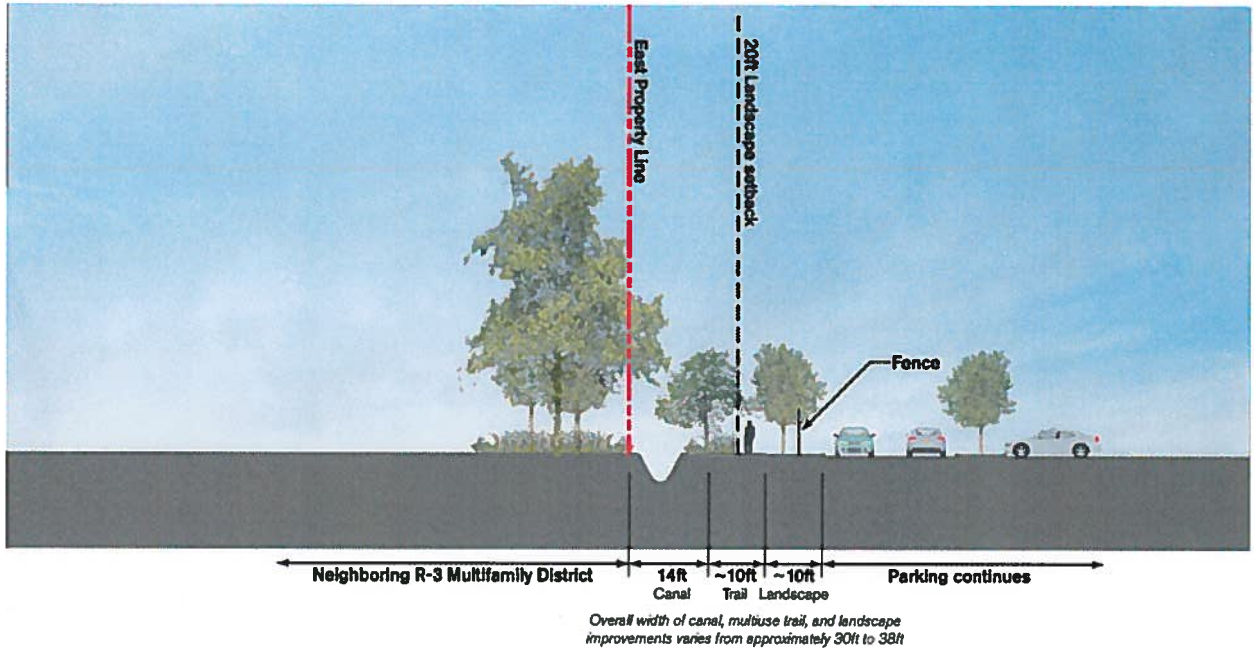 East Property Line
20ft Landscape setback
Fence
Neighboring R-3 Multifamily District
14ft
Canal
~10ft
Trail
~10ft
Landscape
Parking continues
Overall width of canal, multiuse trail, and landscape
improvements varies from approximately 30ft to 38ft